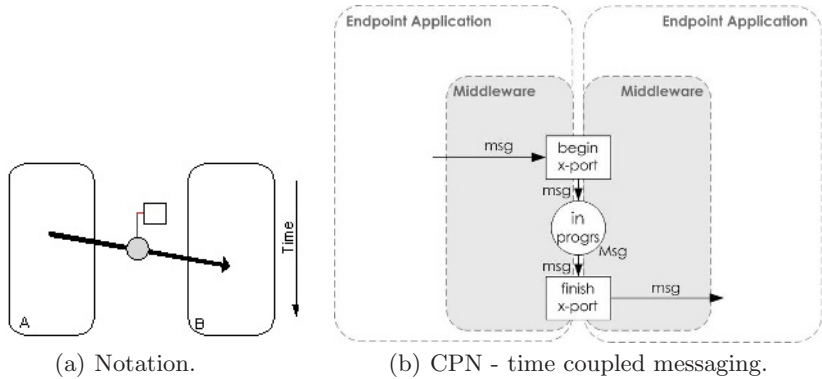 A
B
Time
(a) Notation.
Endpoint Application
Endpoint Application
Middleware
Middleware
msg
begin
x-port
msg
in
progrs
Msg
msg
finish
x-port
msg
(b) CPN - time coupled messaging.